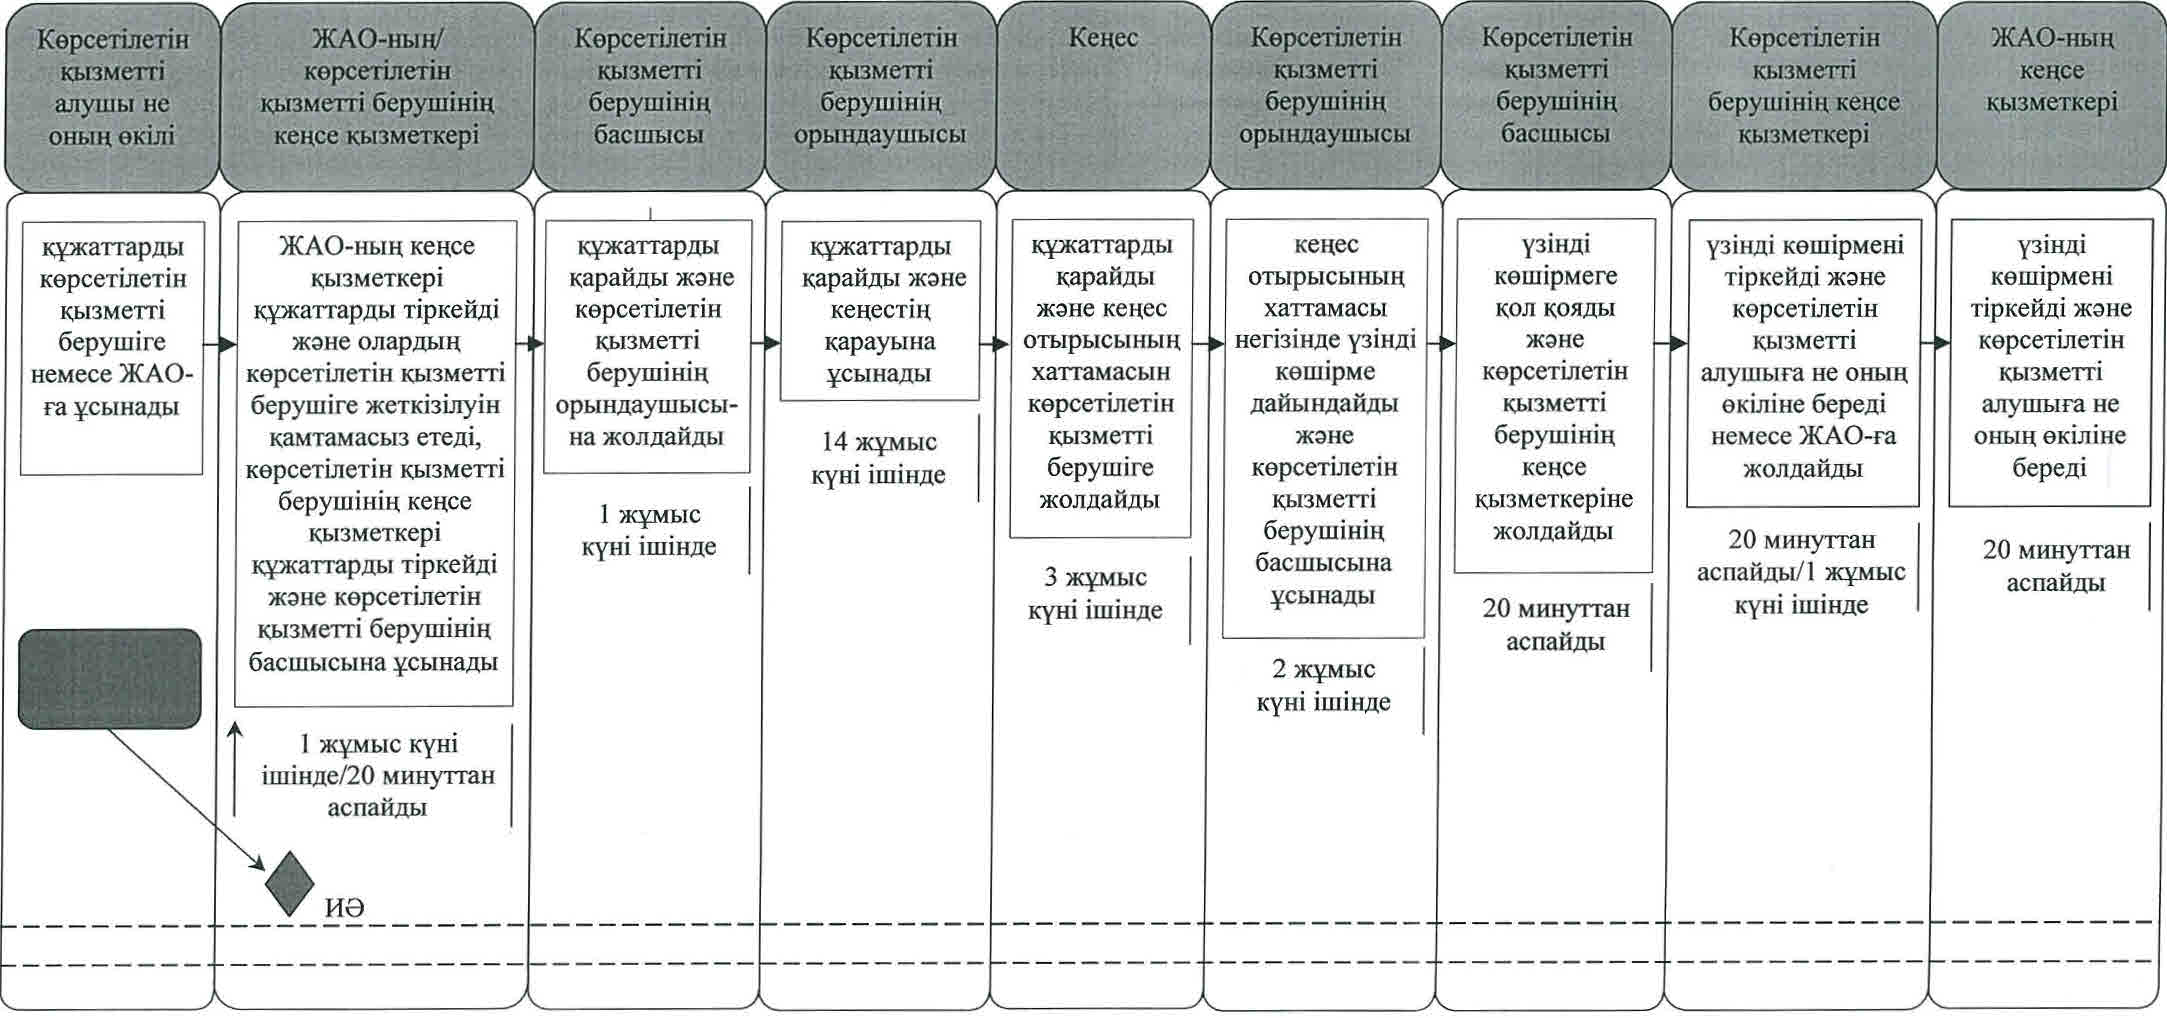 Көрсетілетін
қызметті
алушы не
оның өкілі
ЖАО-ның/
көрсетілетін
қызметті берушінің
кеңсе қызметкері
Көрсетілетін
қызметті
берушінің
басшысы
Көрсетілетін
қызметті
берушінің
орындаушысы
Кеңес
Көрсетілетін
қызметті
берушінің
орындаушысы
Көрсетілетін
қызметті
берушінің
басшысы
Көрсетілетін
қызметті
берушінің кеңсе
қызметкері
ЖАО-ның
кеңсе
қызметкері
құжаттарды
көрсетілетін
қызметті
берушіге
немесе ЖАО-
ға ұсынады
ЖАО-ның кеңсе
қызметкері
құжаттарды тіркейді
және олардың
көрсетілетін қызметті
берушіге жеткізілуін
қамтамасыз етеді,
көрсетілетін қызметті
берушінің кеңсе
қызметкері
құжаттарды тіркейді
және көрсетілетін
қызметті берушінің
басшысына ұсынады
1 жұмыс күні
ішінде/20 минуттан
аспайды
ИӘ
құжаттарды
қарайды және
көрсетілетін
қызметті
берушінің
орындаушысы-
на жолдайды
1 жұмыс
күні ішінде
құжаттарды
қарайды және
кеңестің
қарауына
ұсынады
14 жұмыс
күні ішінде
құжаттарды
қарайды
және кеңес
отырысының
хаттамасын
көрсетілетін
қызметті
берушіге
жолдайды
3 жұмыс
күні ішінде
кеңес
отырысының
хаттамасы
негізінде үзінді
көшірме
дайындайды
және
көрсетілетін
қызметті
берушінің
басшысына
ұсынады
2 жұмыс
күні ішінде
үзінді
көшірмеге
қол қояды
және
көрсетілетін
қызметті
берушінің
кеңсе
қызметкеріне
жолдайды
20 минуттан
аспайды
үзінді көшірмені
тіркейді және
көрсетілетін
қызметті
алушыға не оның
өкіліне береді
немесе ЖАО-ға
жолдайды
20 минуттан
аспайды/1 жұмыс
күні ішінде
үзінді
көшірмені
тіркейді және
көрсетілетін
қызметті
алушыға не
оның өкіліне
береді
20 минуттан
аспайды